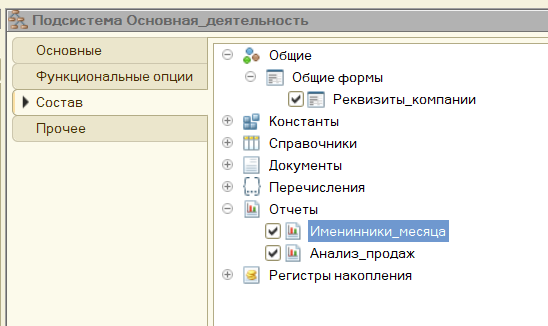 Подсистема Основная_деятельность
Основные
Функциональные опции
Состав
Прочее
Общие
Общие формы
Реквизиты_компании
Константы
Справочники
Документы
Перечисления
Отчеты
Именинники_месяца
Анализ_продаж
Регистры накопления